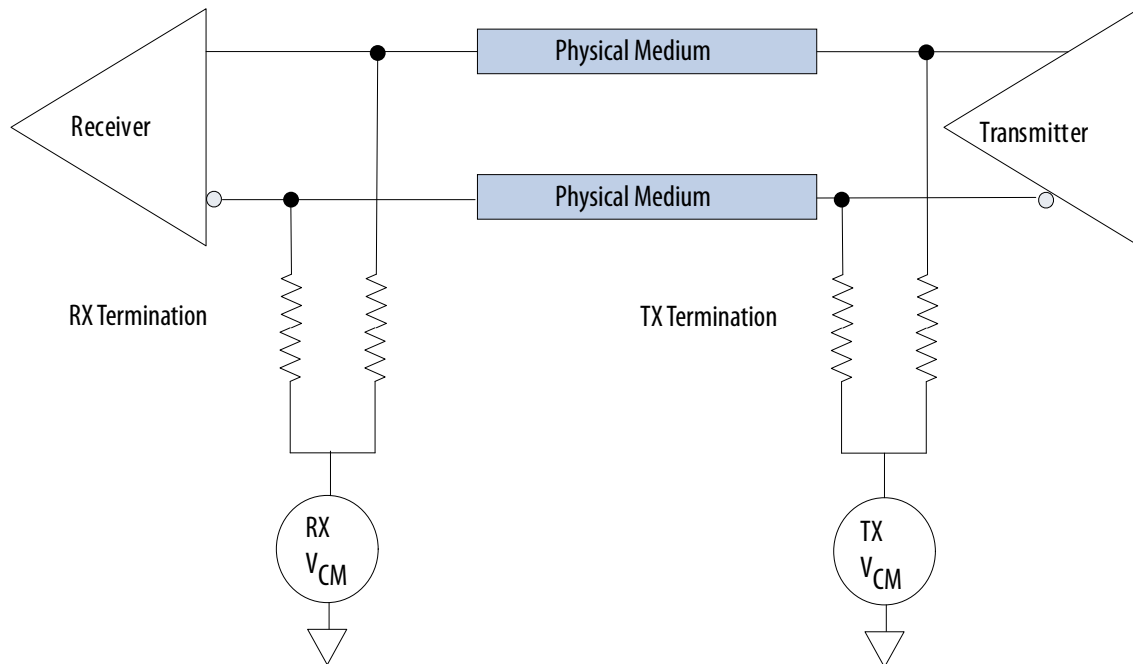 Physical Medium
Receiver
Transmitter
Physical Medium
RX Termination
TX Termination
RX
VCM
TX
VCM